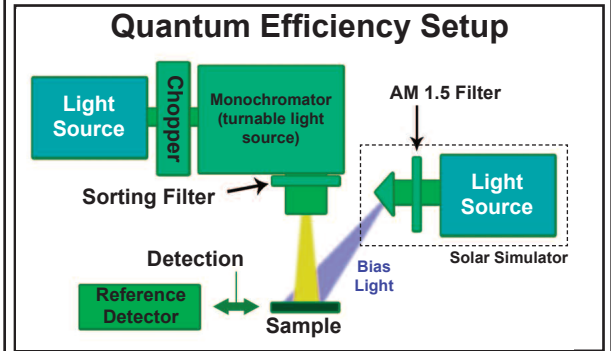 Quantum Efficiency Setup
Light
Source
Chopper
Monochromator
(turnable light
source)
AM 1.5 Filter
Sorting Filter
Light
Source
Solar Simulator
Bias
Light
Detection
Reference
Detector
Sample